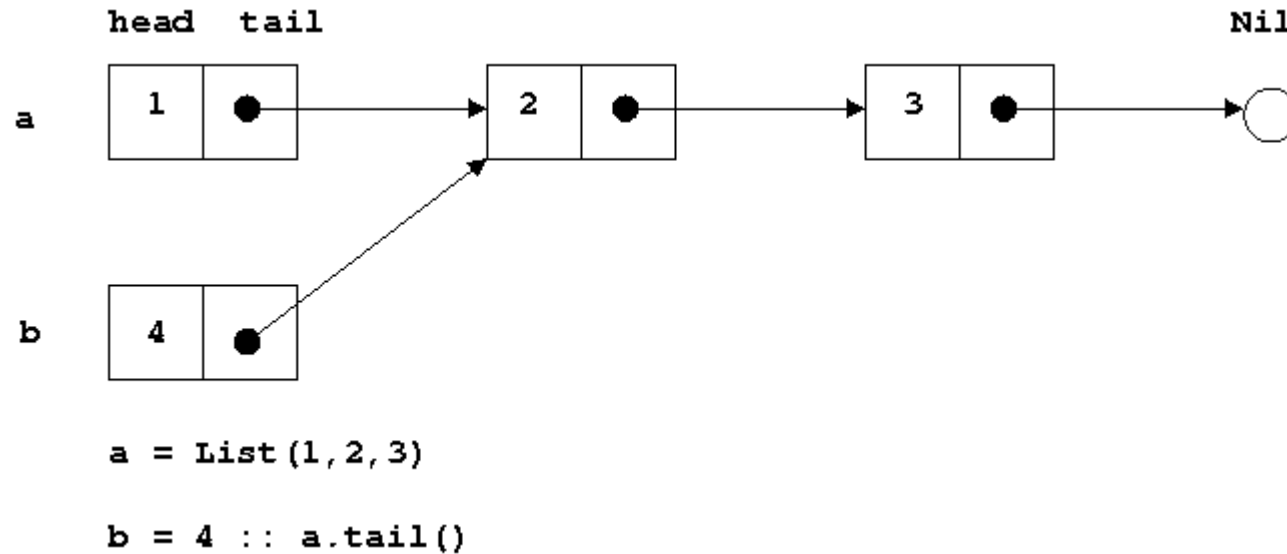 head tail Nil
a 1 2 3
b 4
a = List(1,2,3)
b = 4 :: a.tail()